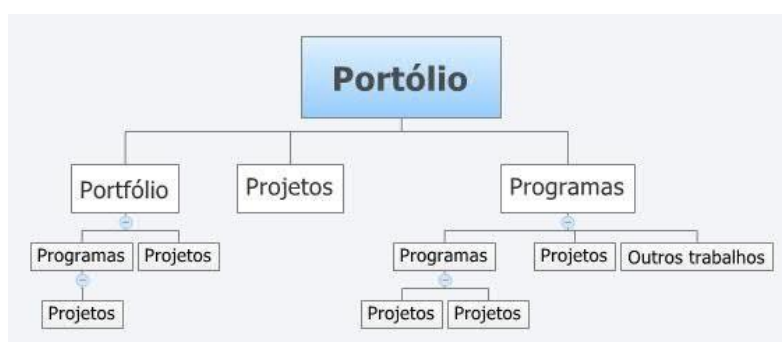 Portólio
Portfólio
Projetos
Programas
Programas
Projetos
Programas
Projetos
Outros trabalhos
Projetos
Projetos
Projetos